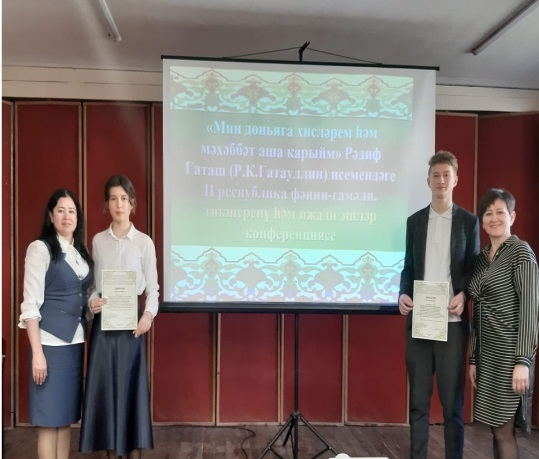 «Мин дөньяга хисләрем һәм
мәхәббәт аша карыйм» Рәдиф
Гаташ (Р.К.Гатауллин) исемендәге
II республика фәнни-гамәли,
тикшеренү һәм иҗади эшләр
конференциясе